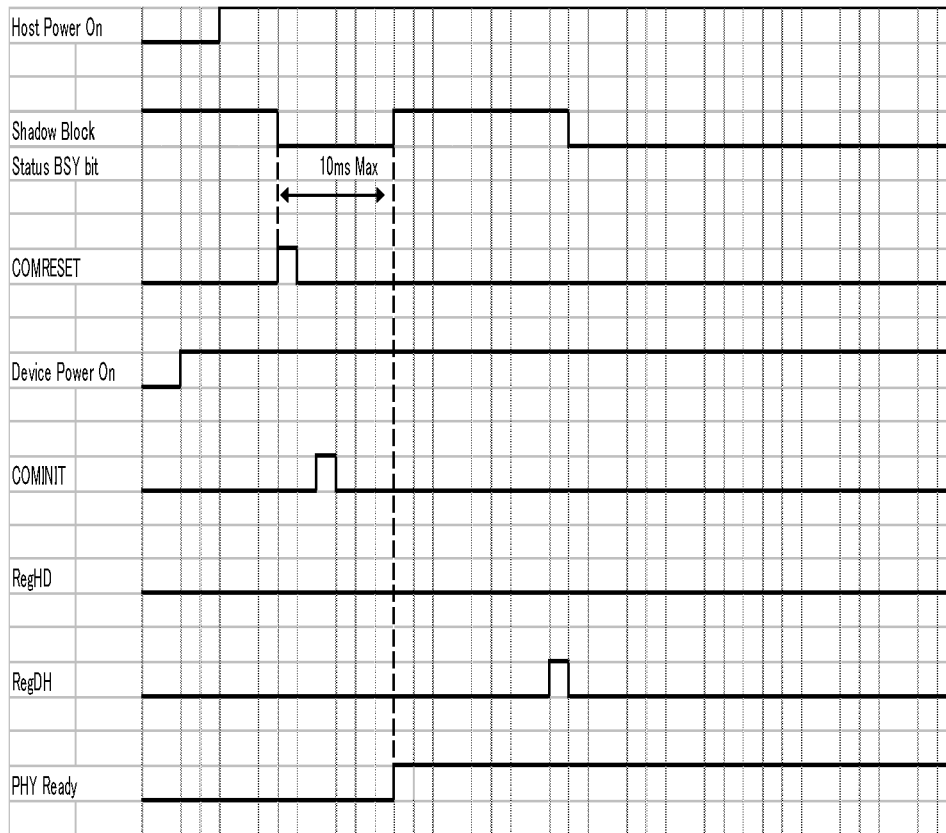 Host Power On
Shadow Block
Status BSY bit
10ms Max
COMRESET
Device Power On
COMINIT
RegHD
RegDH
PHY Ready